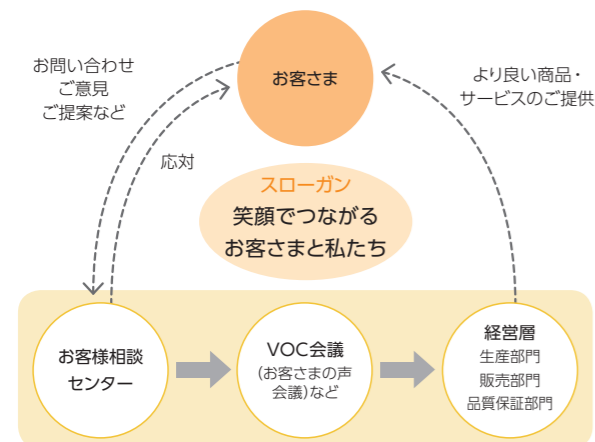 お客さま
お問い合わせ
ご意見
ご提案など
応対
より良い商品・
サービスのご提供
スローガン
笑顔でつながる
お客さまと私たち
お客様相談
センター
VOC会議
(お客さまの声
会議)など
経営層
生産部門
販売部門
品質保証部門